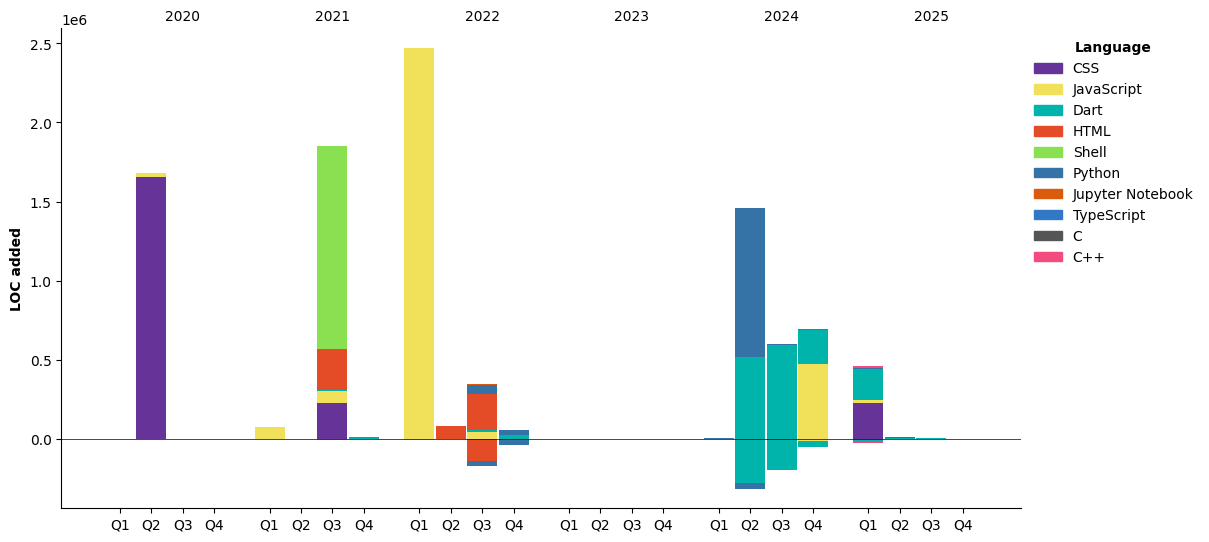 1e6
2020 2021 2022 2023 2024 2025
2.5
2.0
1.5
1.0
0.5
0.0
LOC added
Q1 Q2 Q3 Q4 Q1 Q2 Q3 Q4 Q1 Q2 Q3 Q4 Q1 Q2 Q3 Q4 Q1 Q2 Q3 Q4 Q1 Q2 Q3 Q4
Language
CSS
JavaScript
Dart
HTML
Shell
Python
Jupyter Notebook
TypeScript
C
C++